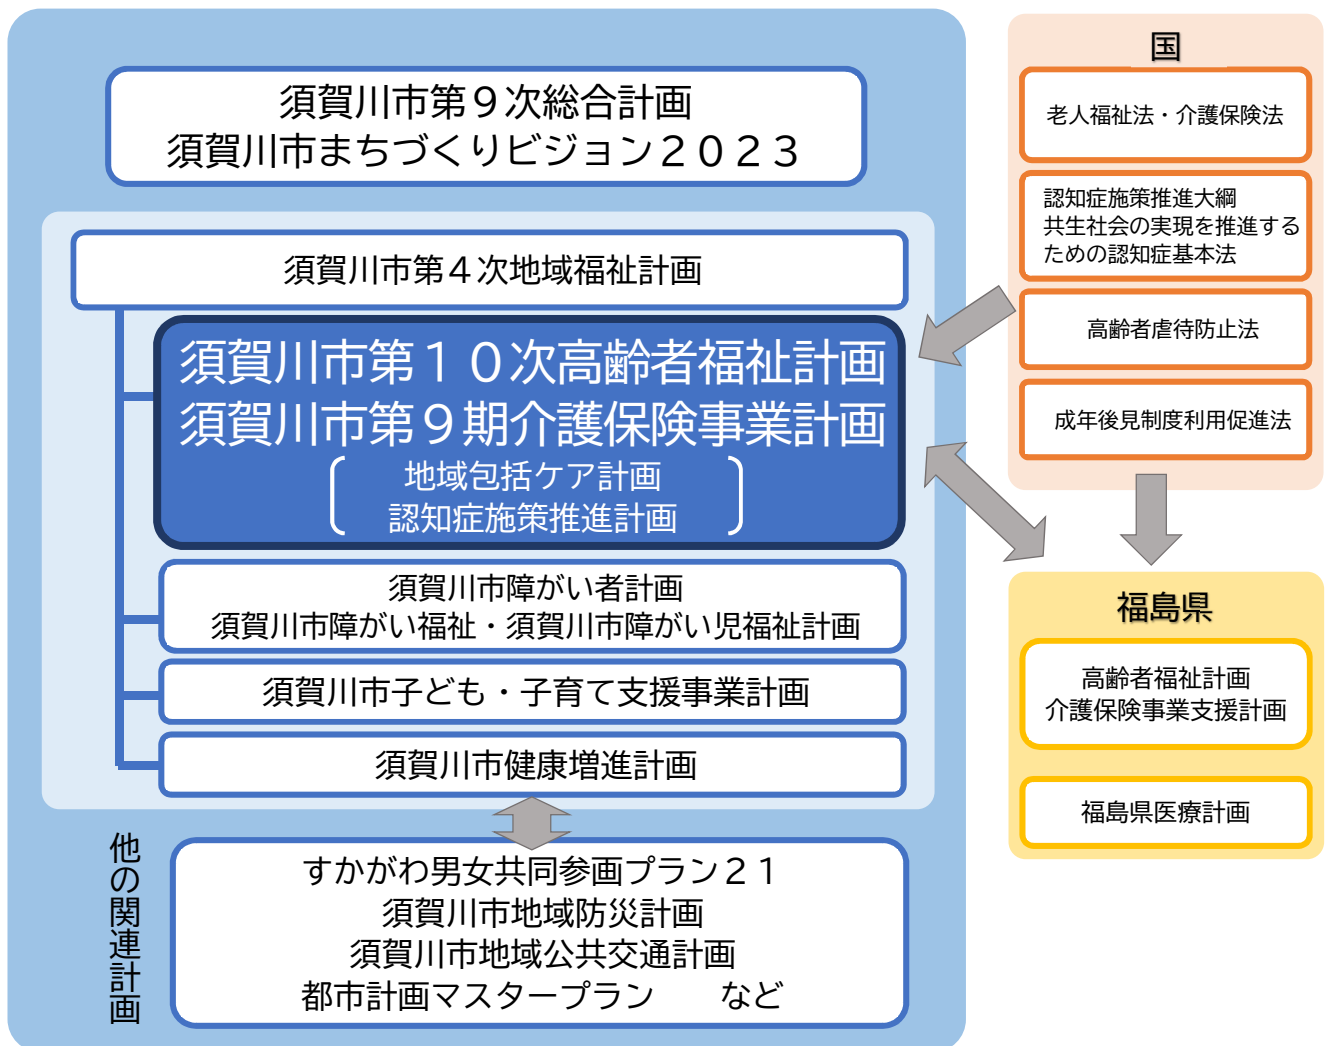 須賀川市第９次総合計画
須賀川市まちづくりビジョン２０２３
須賀川市第４次地域福祉計画
須賀川市第１０次高齢者福祉計画
須賀川市第９期介護保険事業計画
地域包括ケア計画
認知症施策推進計画
須賀川市障がい者計画
須賀川市障がい福祉・須賀川市障がい児福祉計画
須賀川市子ども・子育て支援事業計画
須賀川市健康増進計画
他の関連計画
すかがわ男女共同参画プラン２１
須賀川市地域防災計画
須賀川市地域公共交通計画
都市計画マスタープラン　　など
国
老人福祉法・介護保険法
認知症施策推進大綱
共生社会の実現を推進する
ための認知症基本法
高齢者虐待防止法
成年後見制度利用促進法
福島県
高齢者福祉計画
介護保険事業支援計画
福島県医療計画